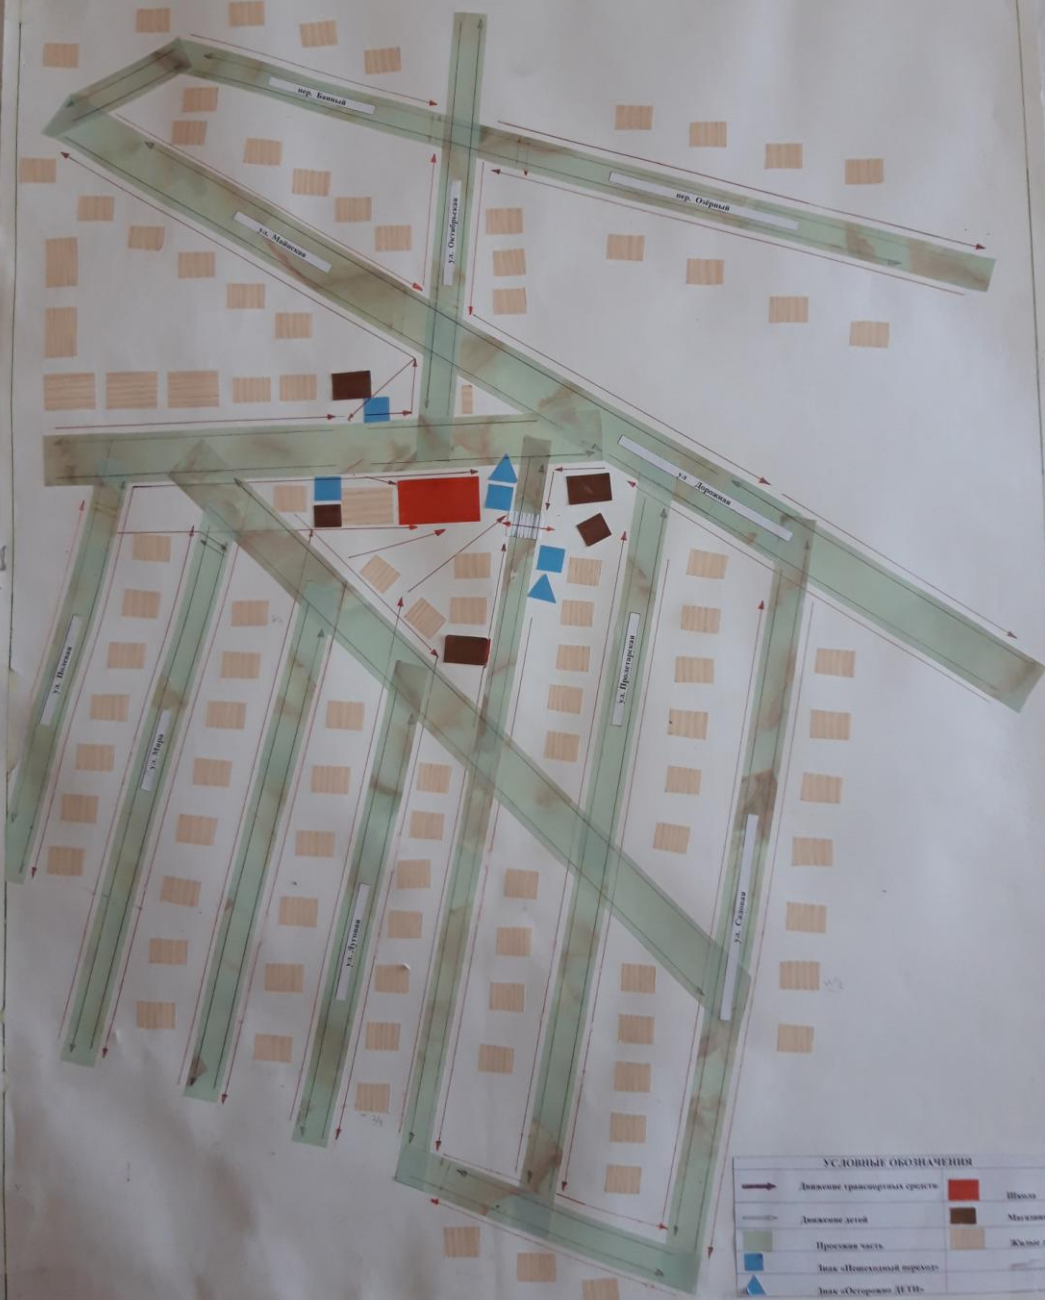 пер. Банный
пер. Озёрный
ул. Октябрьская
ул. Майская
ул Дорожная
ул. Полевая
ул. Мира
ул. Пролетарская
ул. Луговая
ул. Садовая
УСЛОВНЫЕ ОБОЗНАЧЕНИЯ
Движение транспортных средств
Школа
Движение детей
Проезжая часть
Знак «Пешеходный переход»
Знак «Осторожно ДЕТИ»